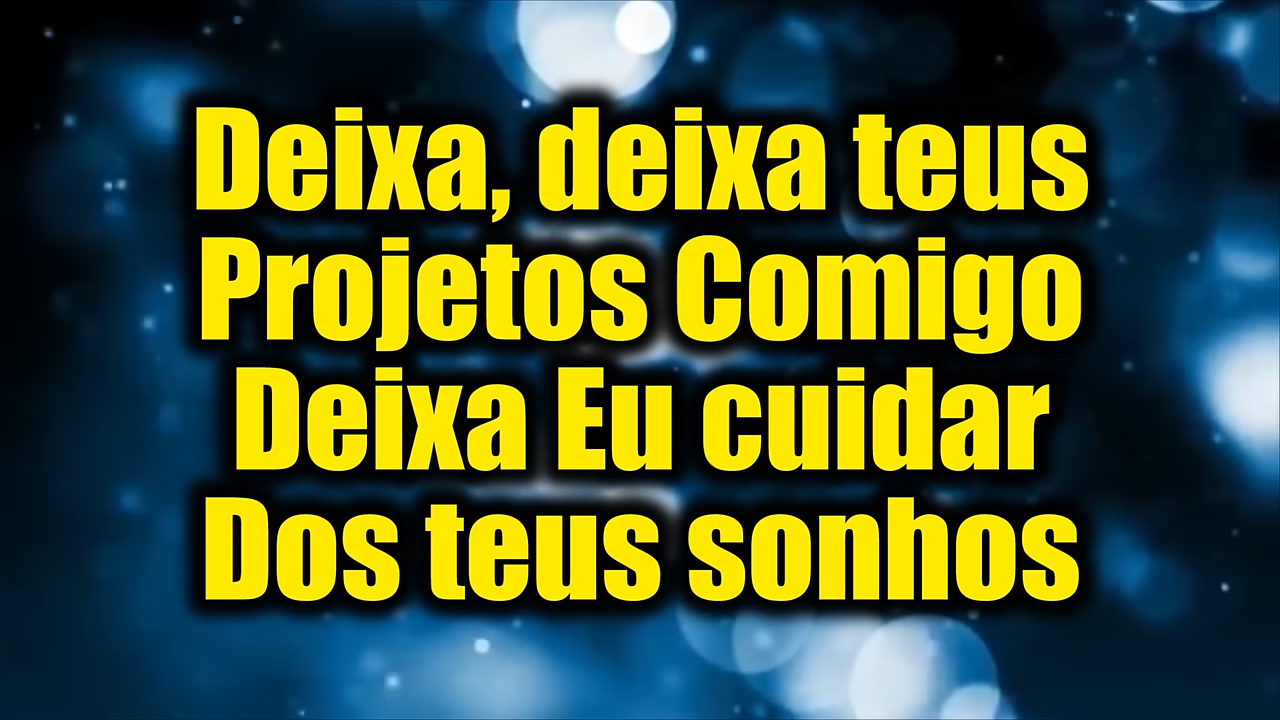 Deixa, deixa teus
Projetos Comigo
Deixa Eu cuidar
Dos teus sonhos